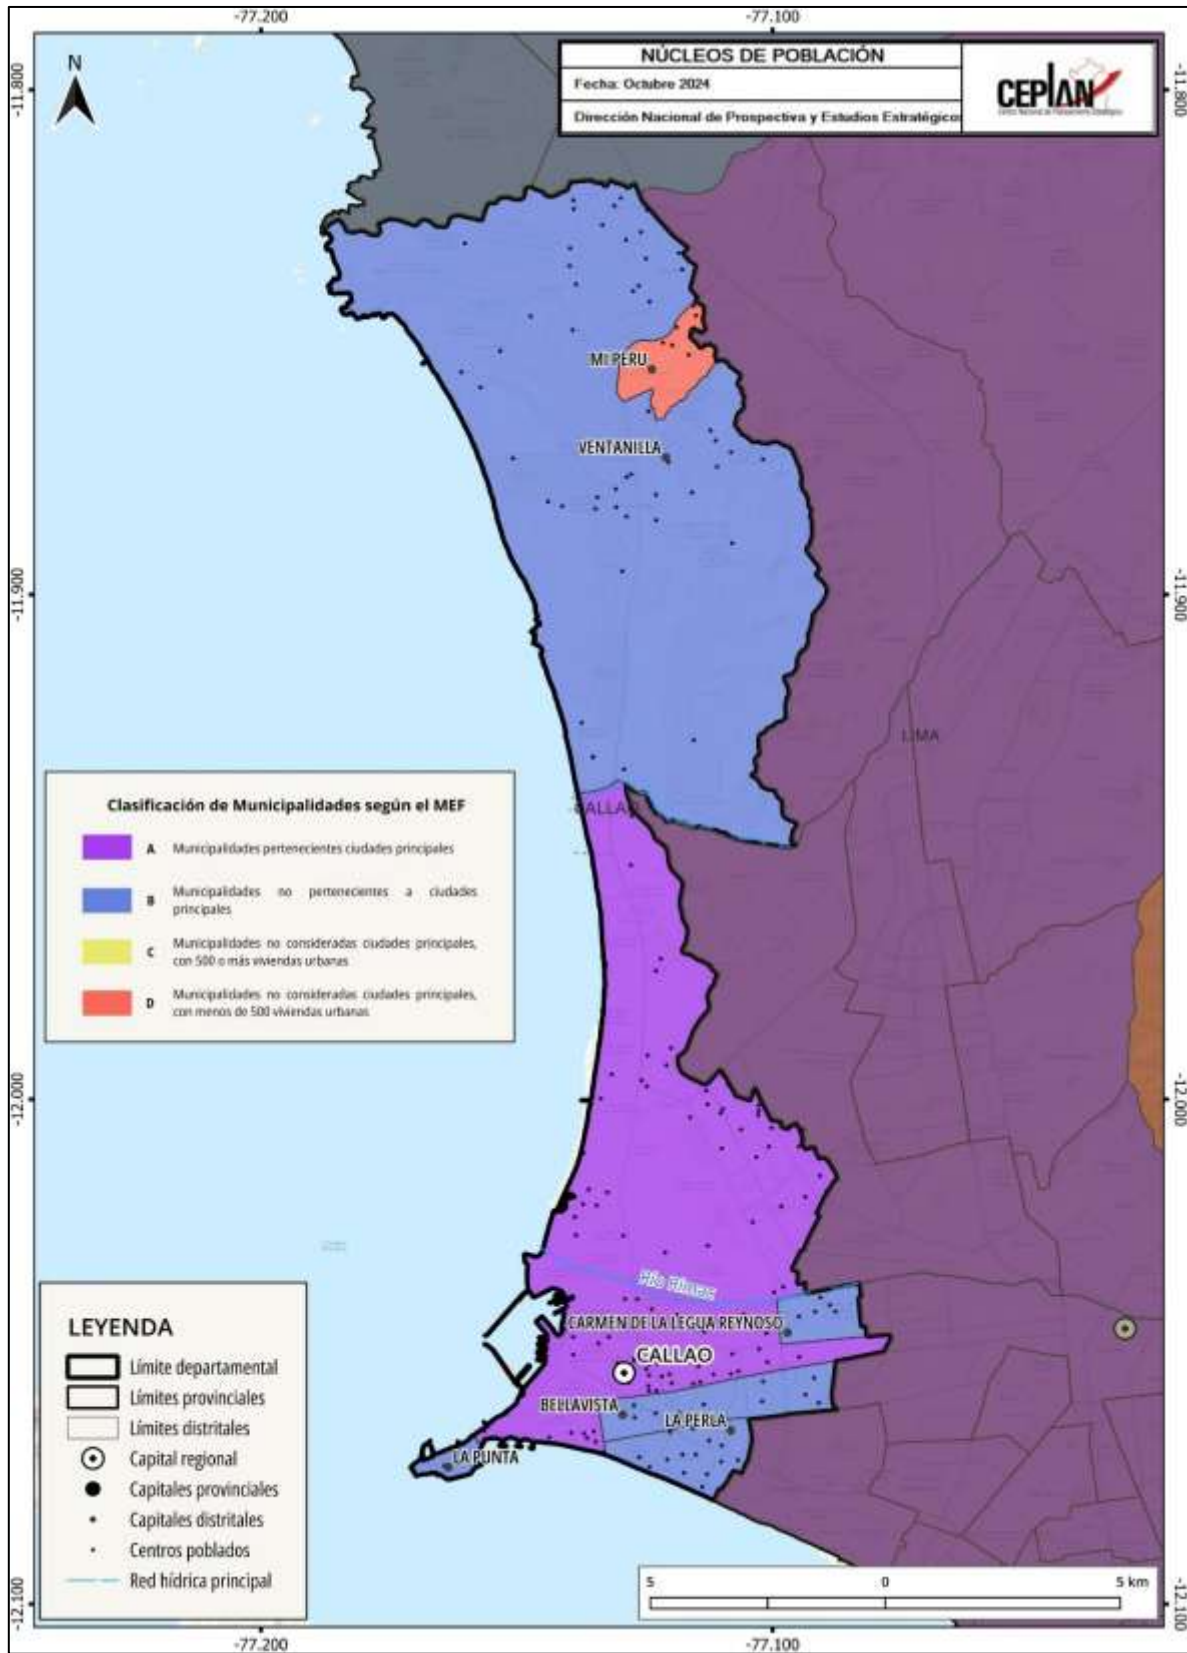 -77.200
-77.100
NÚCLEOS DE POBLACIÓN
Fecha: Octubre 2024
Dirección Nacional de Prospectiva y Estudios Estratégicos
CEPLAN
N
-11.800
-11.800
MI PERU
VENTANILLA
-11.900
-11.900
LIMA
CALLAO
Clasificación de Municipalidades según el MEF
A Municipalidades pertenecientes ciudades principales
B Municipalidades no pertenecientes a ciudades
principales
C Municipalidades no consideradas ciudades principales,
con 500 o más viviendas urbanas
D Municipalidades no consideradas ciudades principales,
con menos de 500 viviendas urbanas
-12.000
-12.000
Río Rímac
CARMEN DE LA LEGUA REYNOSO
CALLAO
BELLAVISTA
LA PERLA
LA PUNTA
LEYENDA
Límite departamental
Límites provinciales
Límites distritales
Capital regional
Capitales provinciales
Capitales distritales
Centros poblados
Red hídrica principal
5 0 5 km
-12.100
-12.100
-77.200
-77.100